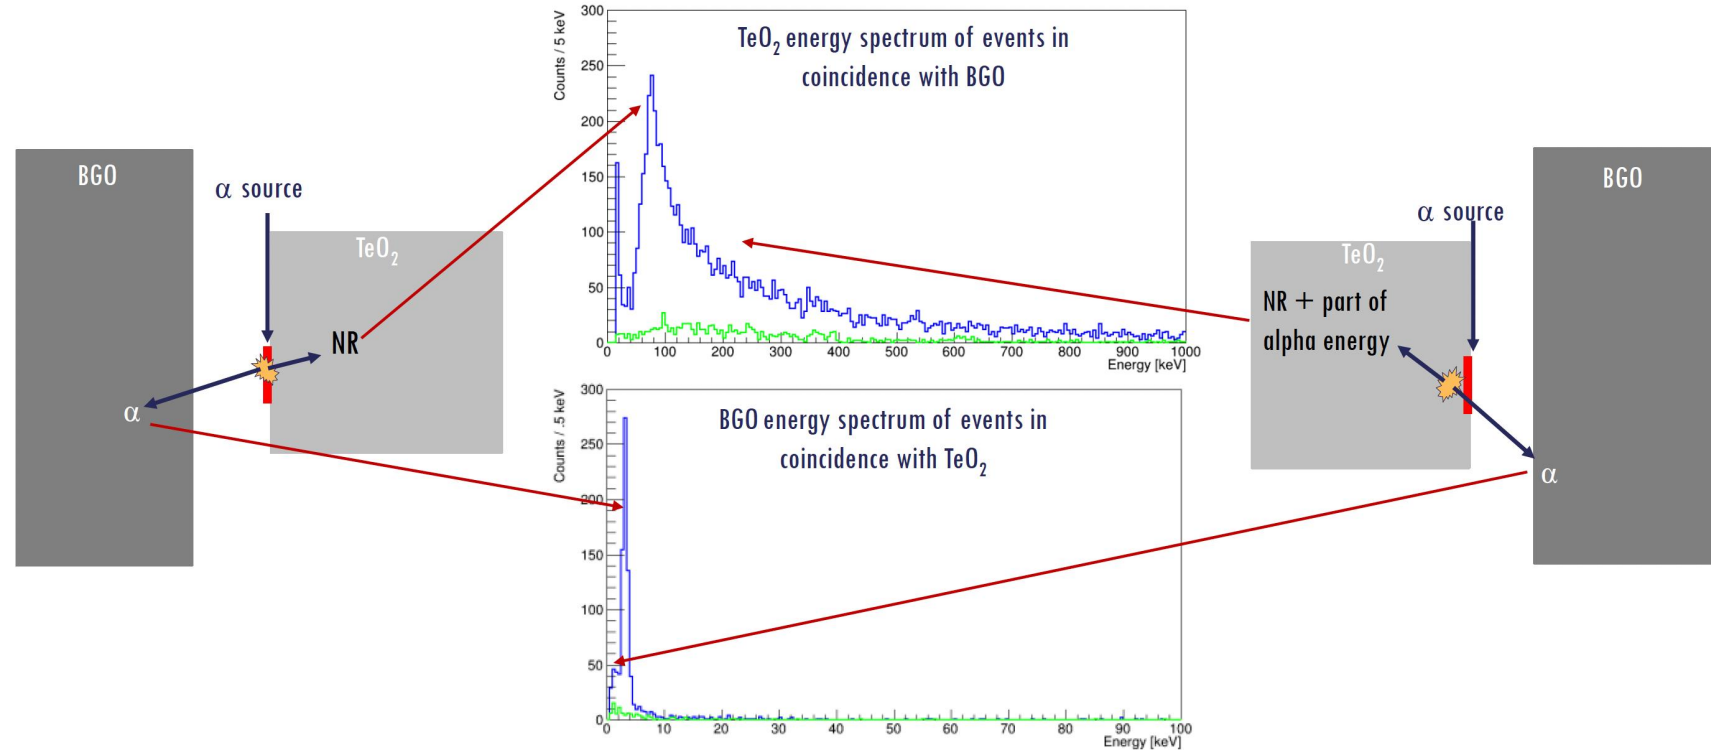 BGO
α source
TeO₂
NR
α
300
250
200
150
100
50
0
Counts / 5 keV
TeO₂ energy spectrum of events in
coincidence with BGO
0 100 200 300 400 500 600 700 800 900 1000
Energy [keV]
300
250
200
150
100
50
0
Counts / .5 keV
BGO energy spectrum of events in
coincidence with TeO₂
0 10 20 30 40 50 60 70 80 90 100
Energy [keV]
BGO
α source
TeO₂
NR + part of
alpha energy
α